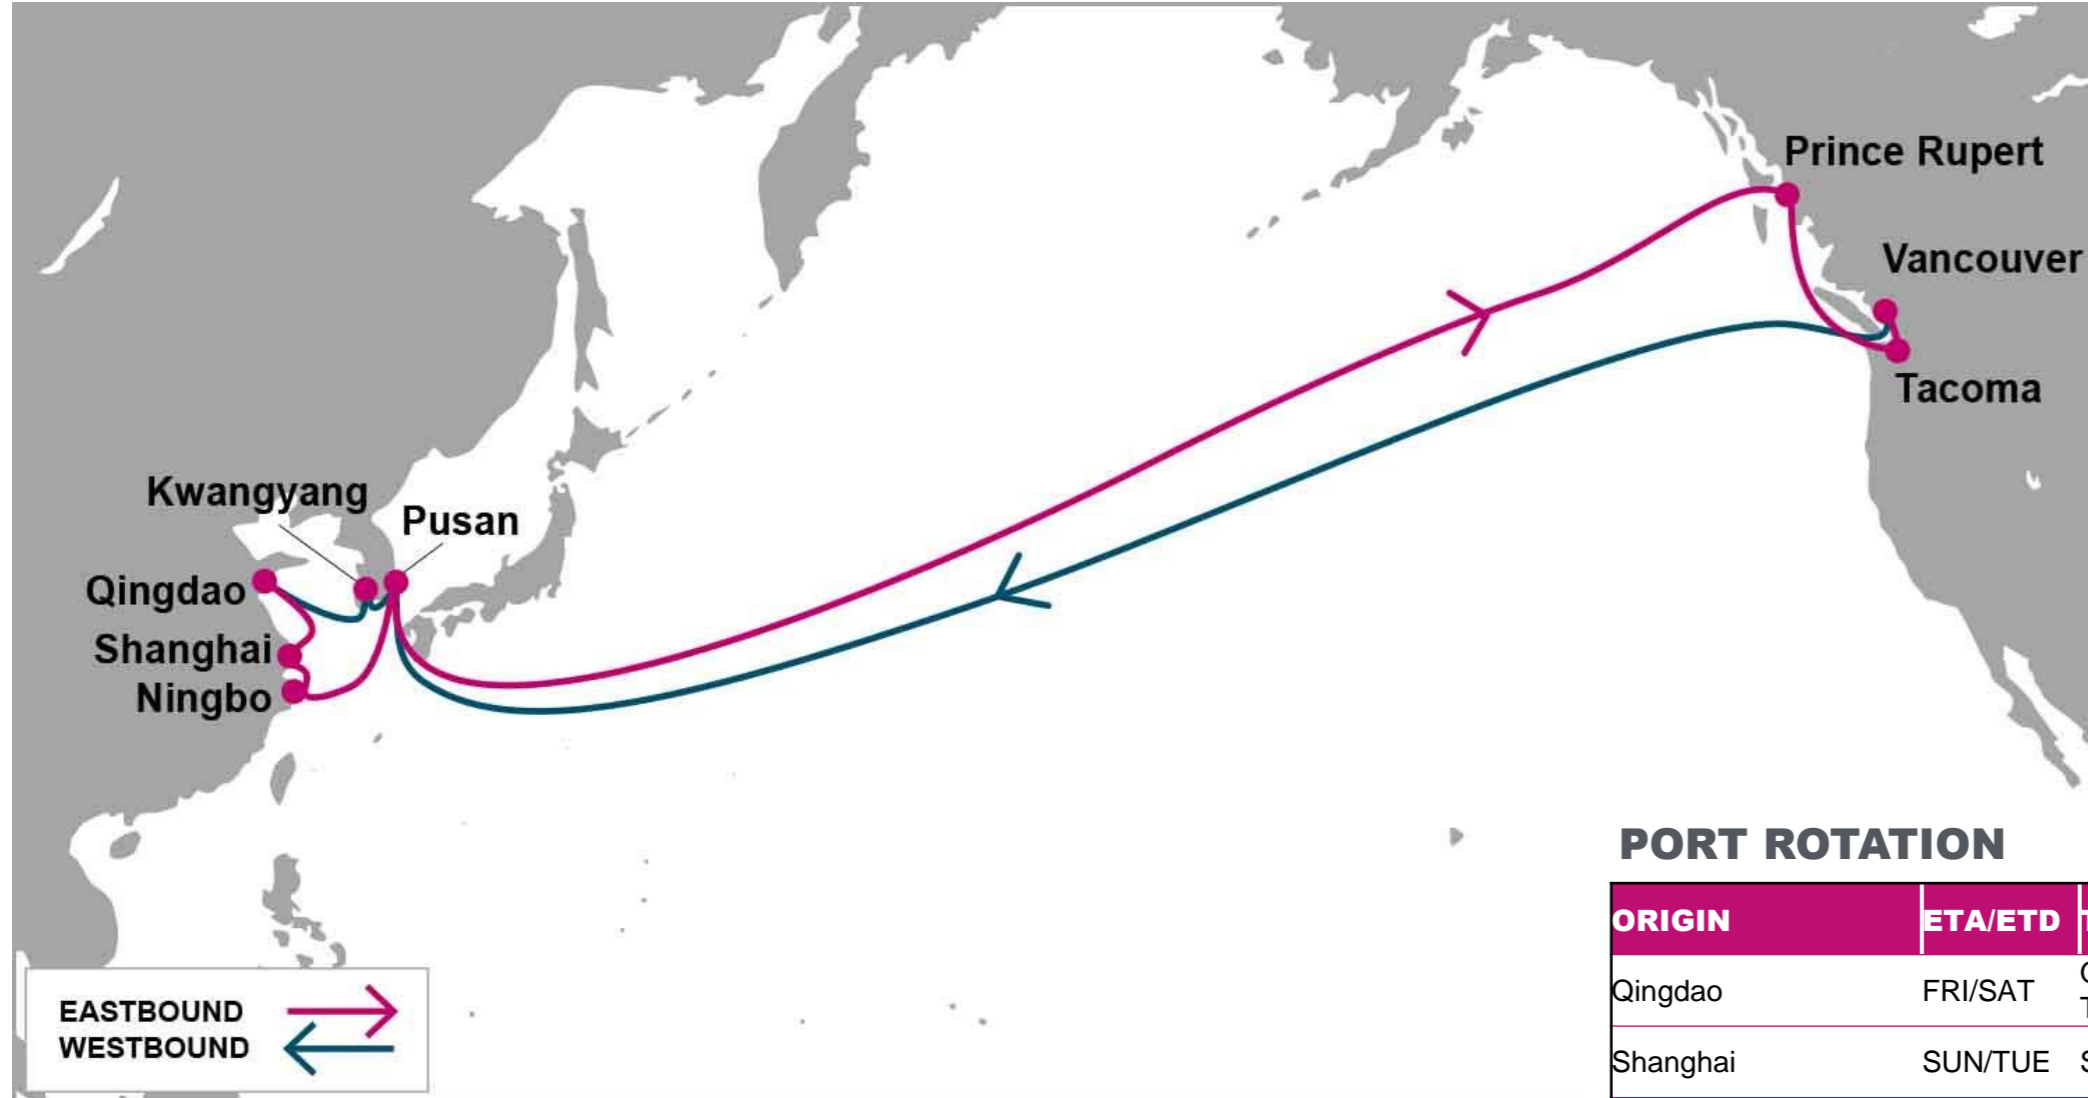 Prince Rupert
Vancouver
Tacoma
Kwangyang
Pusan
Qingdao
Shanghai
Ningbo
EASTBOUND
WESTBOUND
PORT ROTATION
ORIGIN ETA/ETD
Qingdao FRI/SAT
Shanghai SUN/TUE